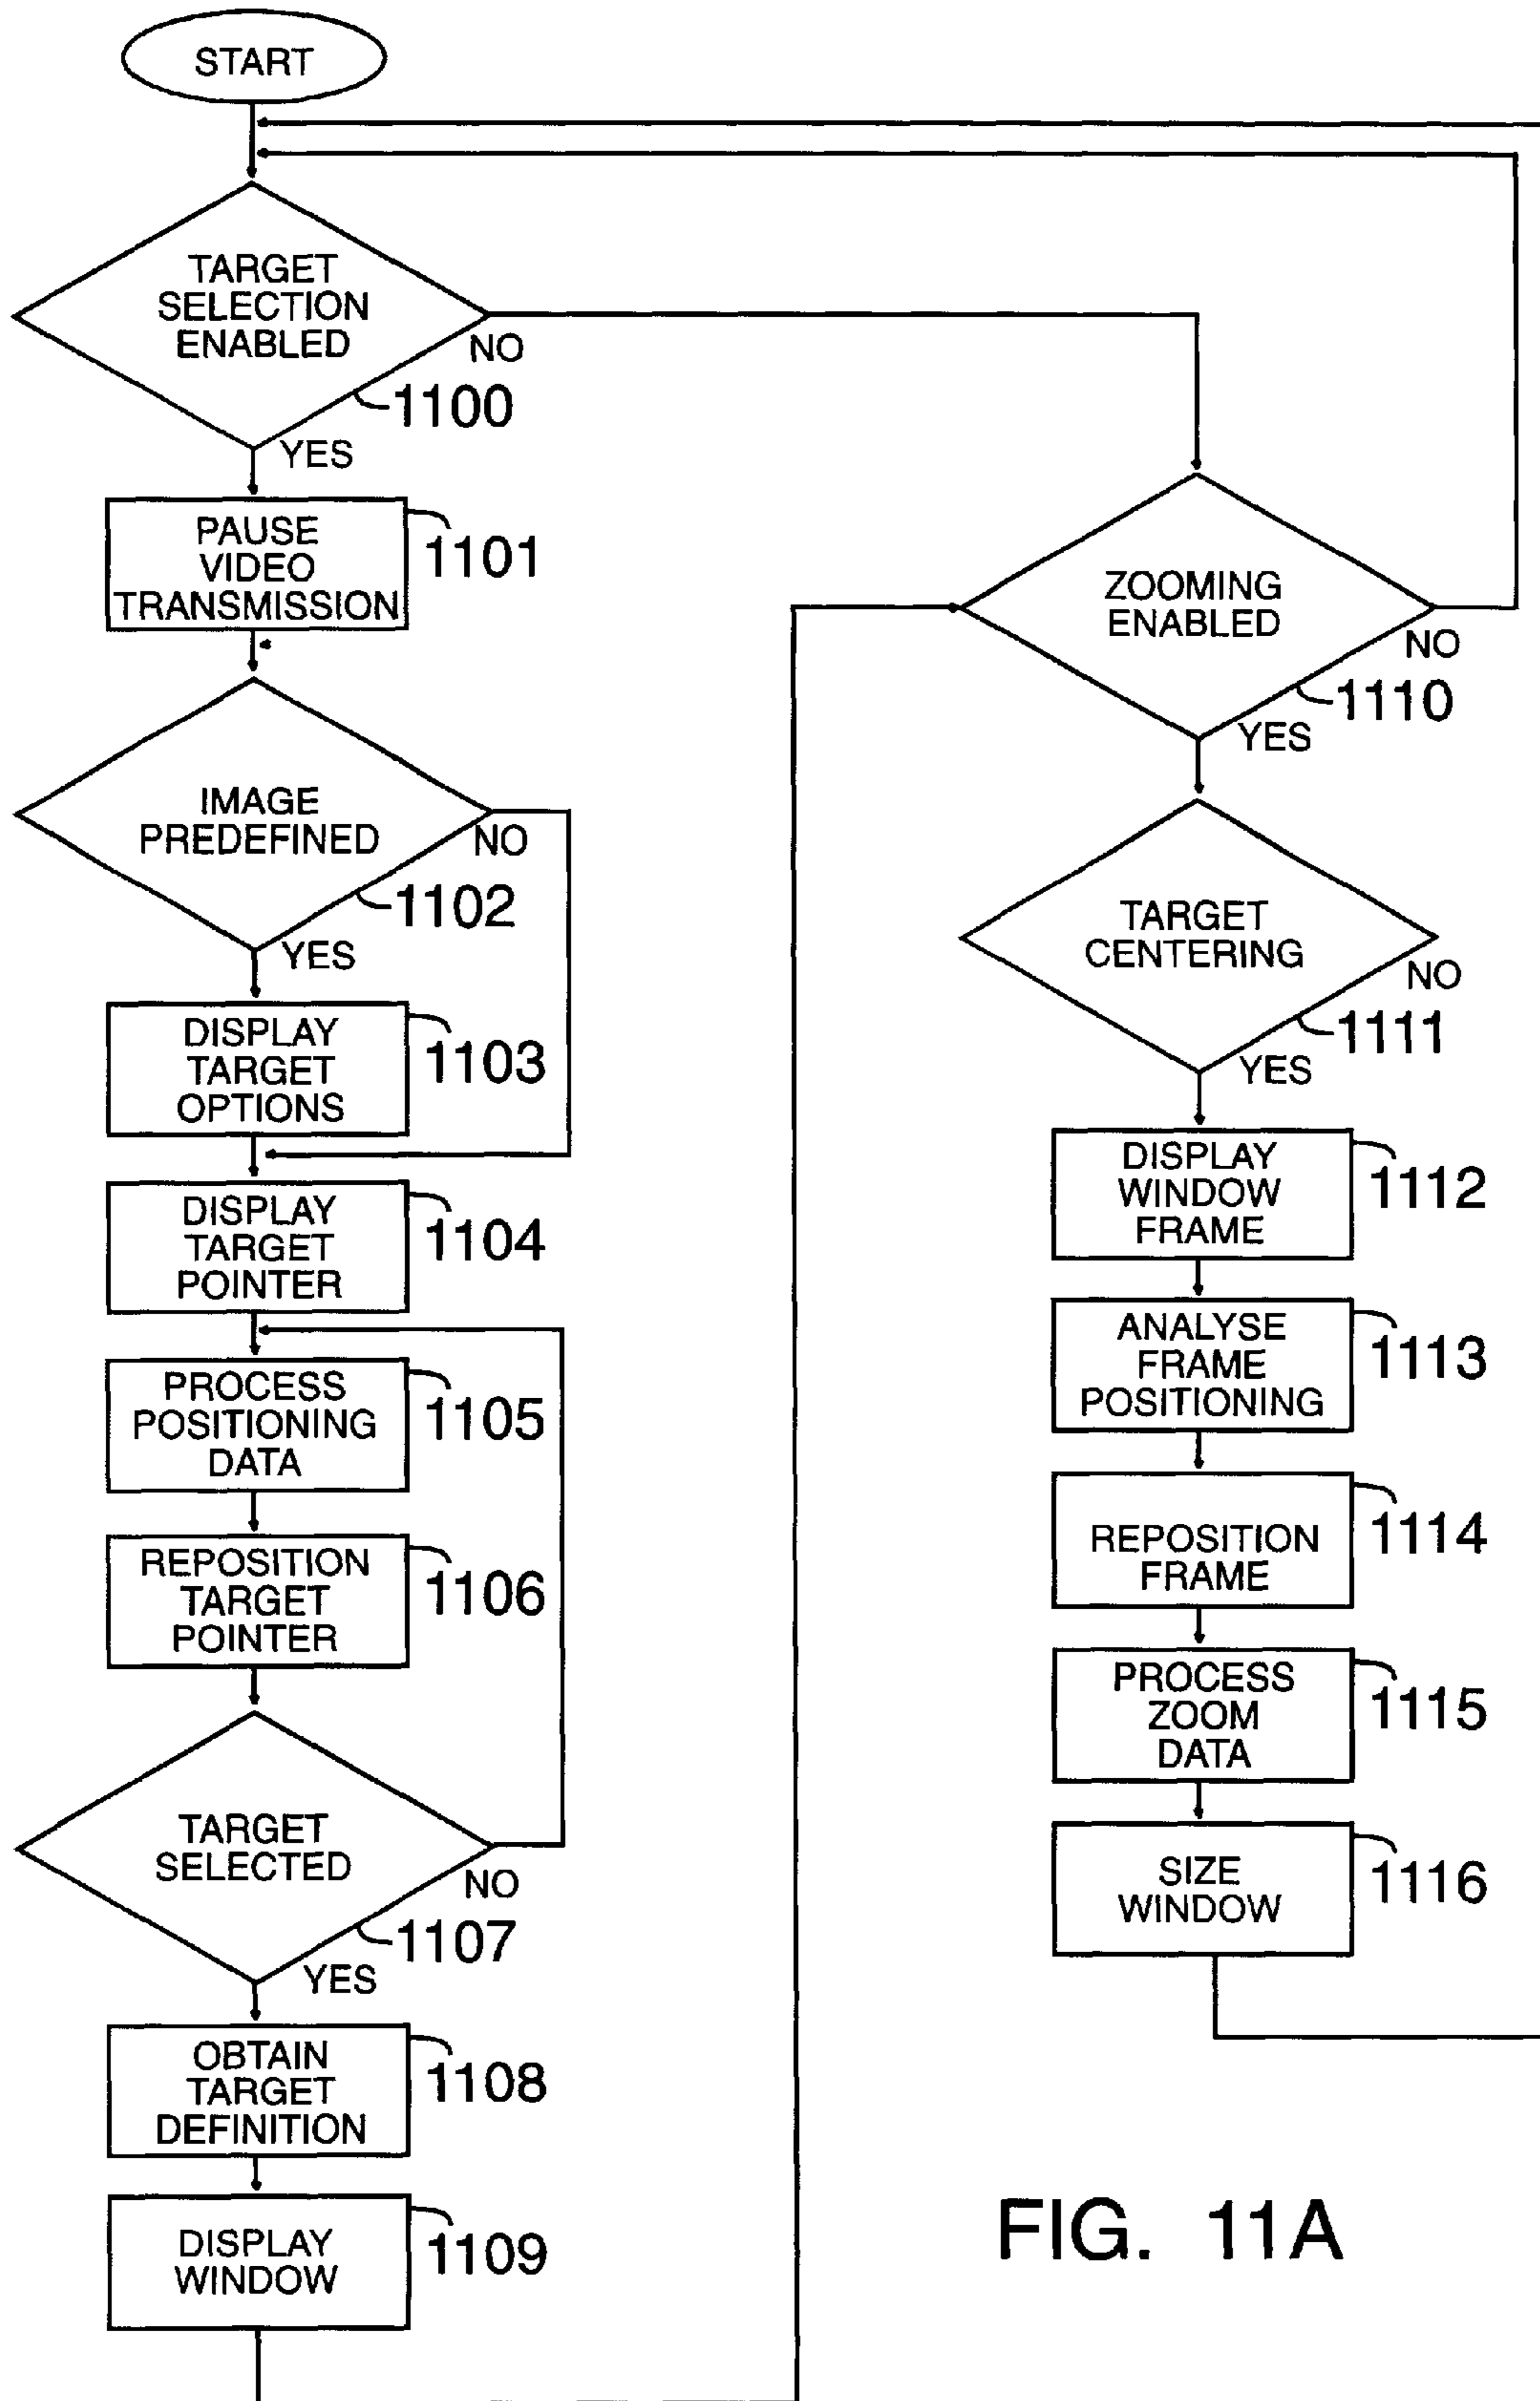 START
TARGET
SELECTION
ENABLED
NO
1100
YES
PAUSE
VIDEO
TRANSMISSION
1101
IMAGE
PREDEFINED
NO
1102
YES
DISPLAY
TARGET
OPTIONS
1103
DISPLAY
TARGET
POINTER
1104
PROCESS
POSITIONING
DATA
1105
REPOSITION
TARGET
POINTER
1106
TARGET
SELECTED
NO
1107
YES
OBTAIN
TARGET
DEFINITION
1108
DISPLAY
WINDOW
1109
ZOOMING
ENABLED
NO
1110
YES
TARGET
CENTERING
NO
1111
YES
DISPLAY
WINDOW
FRAME
1112
ANALYSE
FRAME
POSITIONING
1113
REPOSITION
FRAME
1114
PROCESS
ZOOM
DATA
1115
SIZE
WINDOW
1116
FIG. 11A